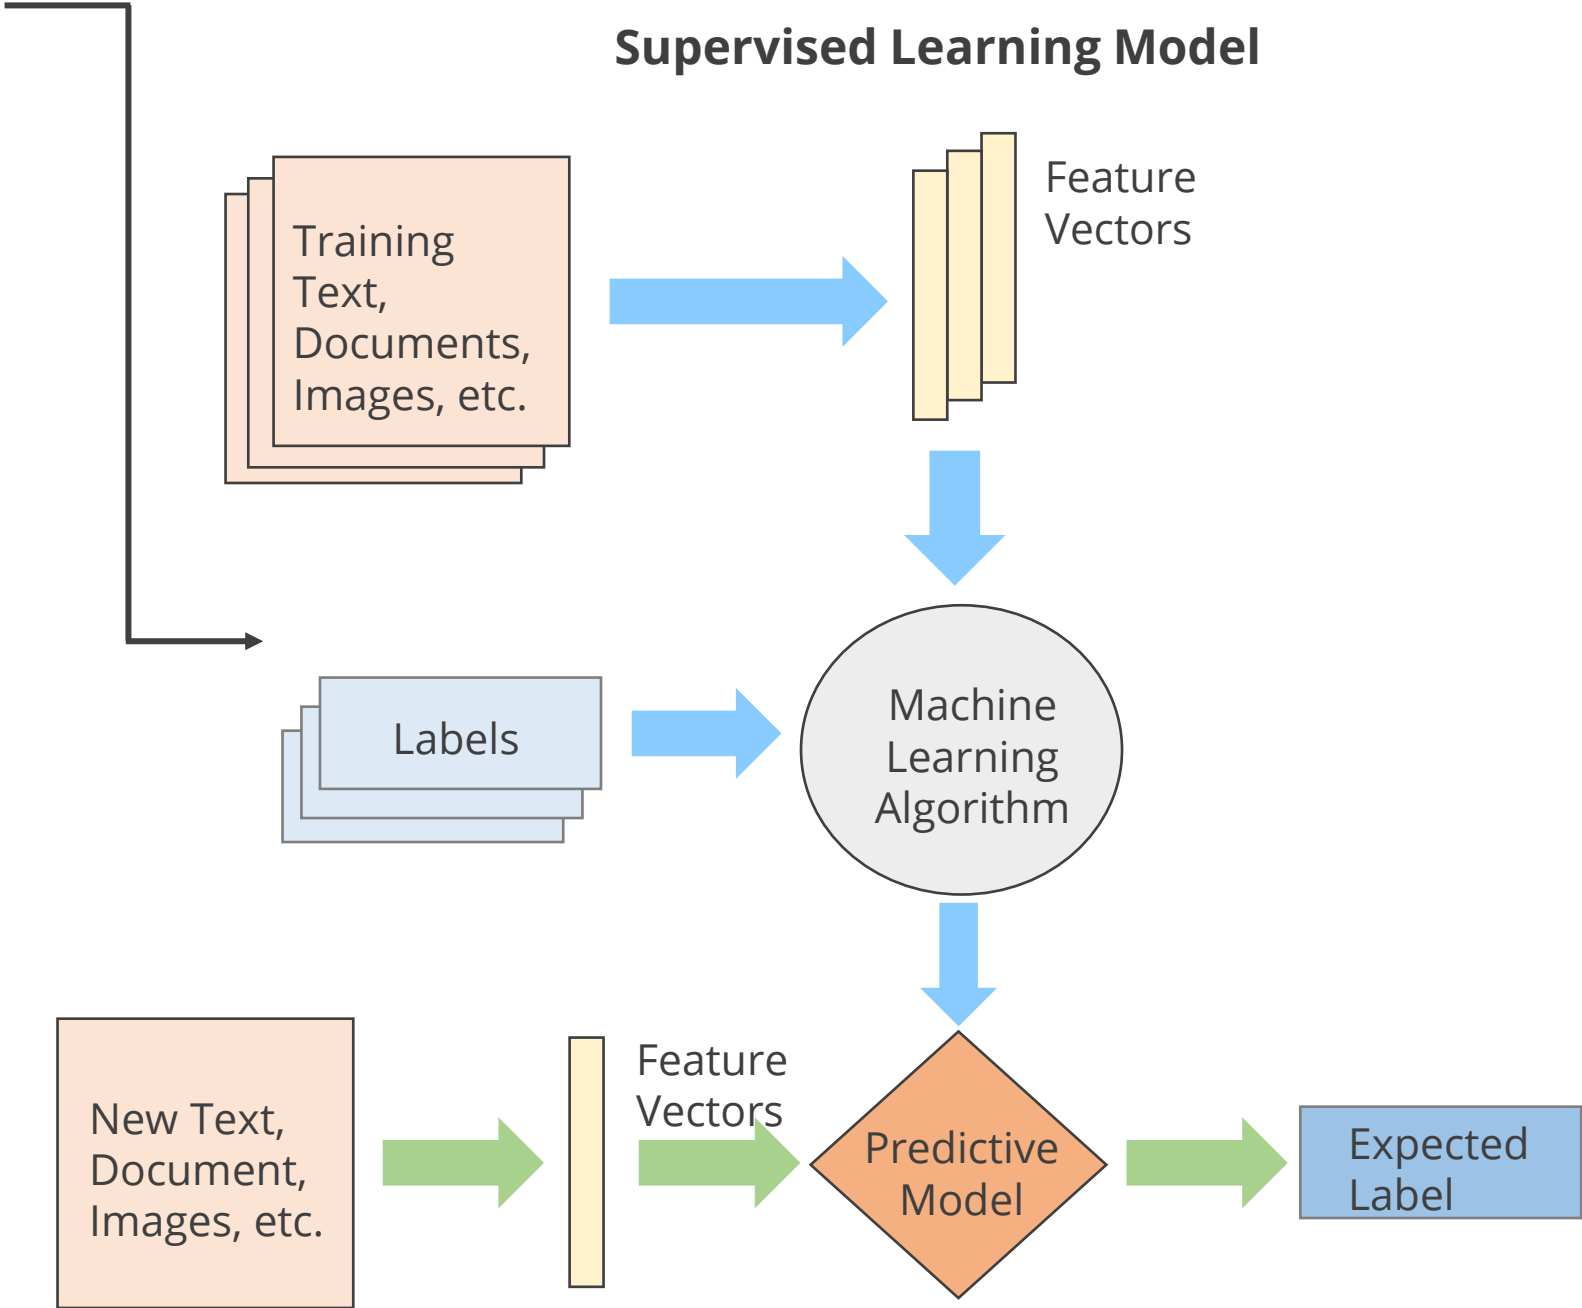 Supervised Learning Model
Training
Text,
Documents,
Images, etc.
Feature
Vectors
Labels
Machine
Learning
Algorithm
New Text,
Document,
Images, etc.
Feature
Vectors
Predictive
Model
Expected
Label